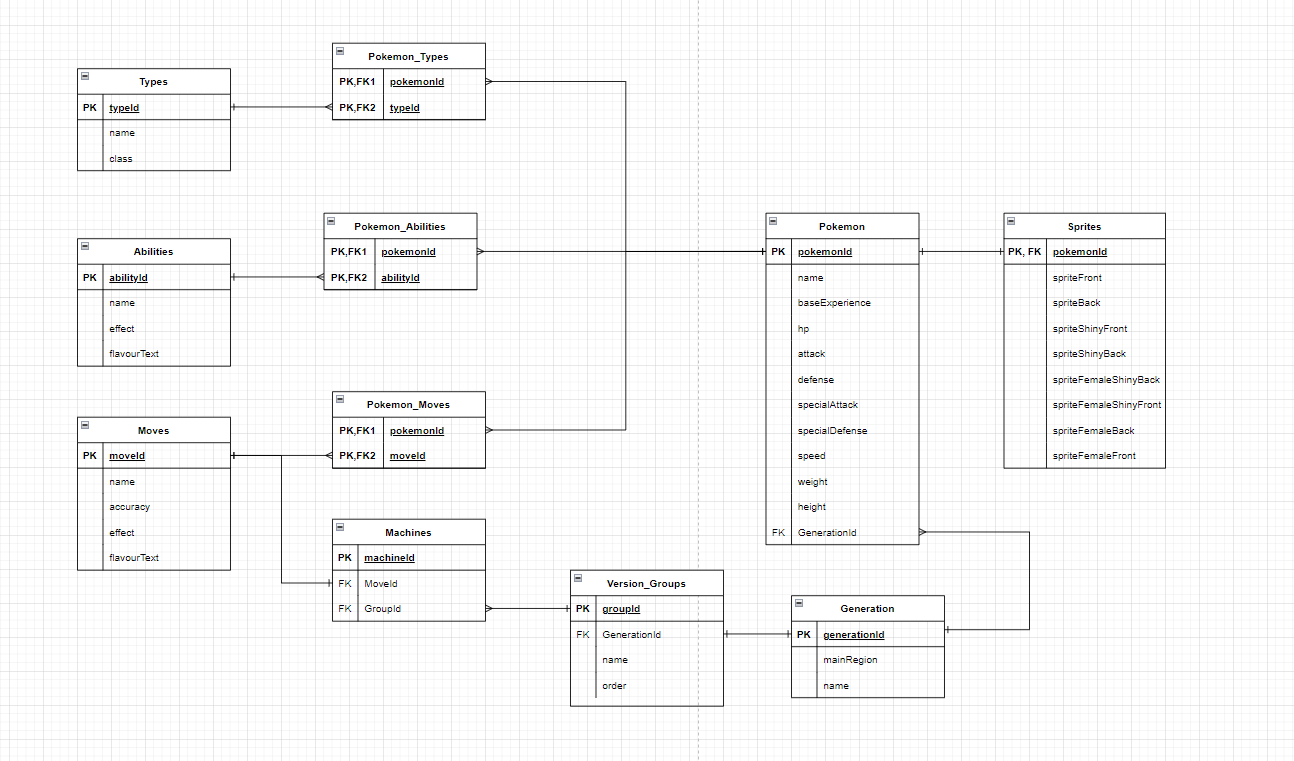 Pokemon_Types
PK,FK1 pokemonId
PK,FK2 typeId
Types
PK typeId
name
class
Pokemon_Abilities
PK,FK1 pokemonId
PK,FK2 abilityId
Abilities
PK abilityId
name
effect
flavourText
Pokemon
PK pokemonId
name
baseExperience
hp
attack
defense
specialAttack
specialDefense
speed
weight
height
FK GenerationId
Sprites
PK, FK pokemonId
spriteFront
spriteBack
spriteShinyFront
spriteShinyBack
spriteFemaleShinyBack
spriteFemaleShinyFront
spriteFemaleBack
spriteFemaleFront
Pokemon_Moves
PK,FK1 pokemonId
PK,FK2 moveId
Moves
PK moveId
name
accuracy
effect
flavourText
Machines
PK machineId
FK MoveId
FK GroupId
Version_Groups
PK groupId
FK GenerationId
name
order
Generation
PK generationId
mainRegion
name